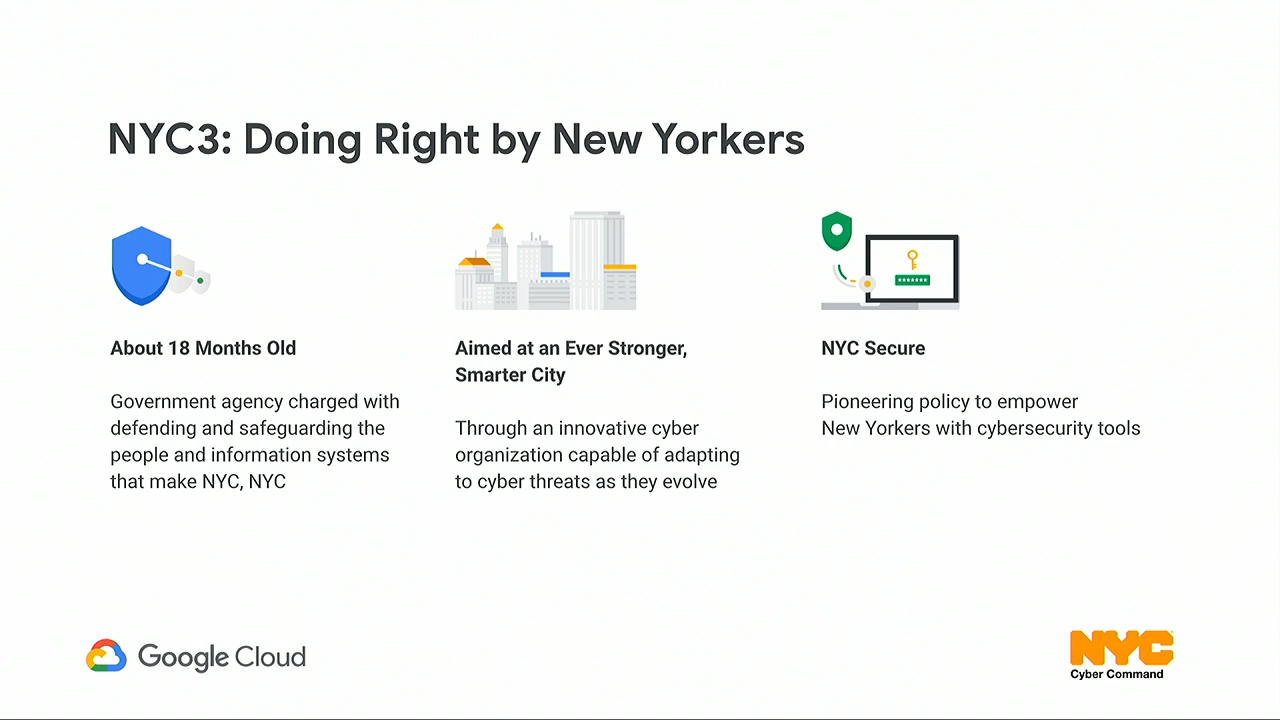 NYC3: Doing Right by New Yorkers
About 18 Months Old
Government agency charged with
defending and safeguarding the
people and information systems
that make NYC, NYC
Aimed at an Ever Stronger,
Smarter City
Through an innovative cyber
organization capable of adapting
to cyber threats as they evolve
NYC Secure
Pioneering policy to empower
New Yorkers with cybersecurity tools
Google Cloud
NYC
Cyber Command